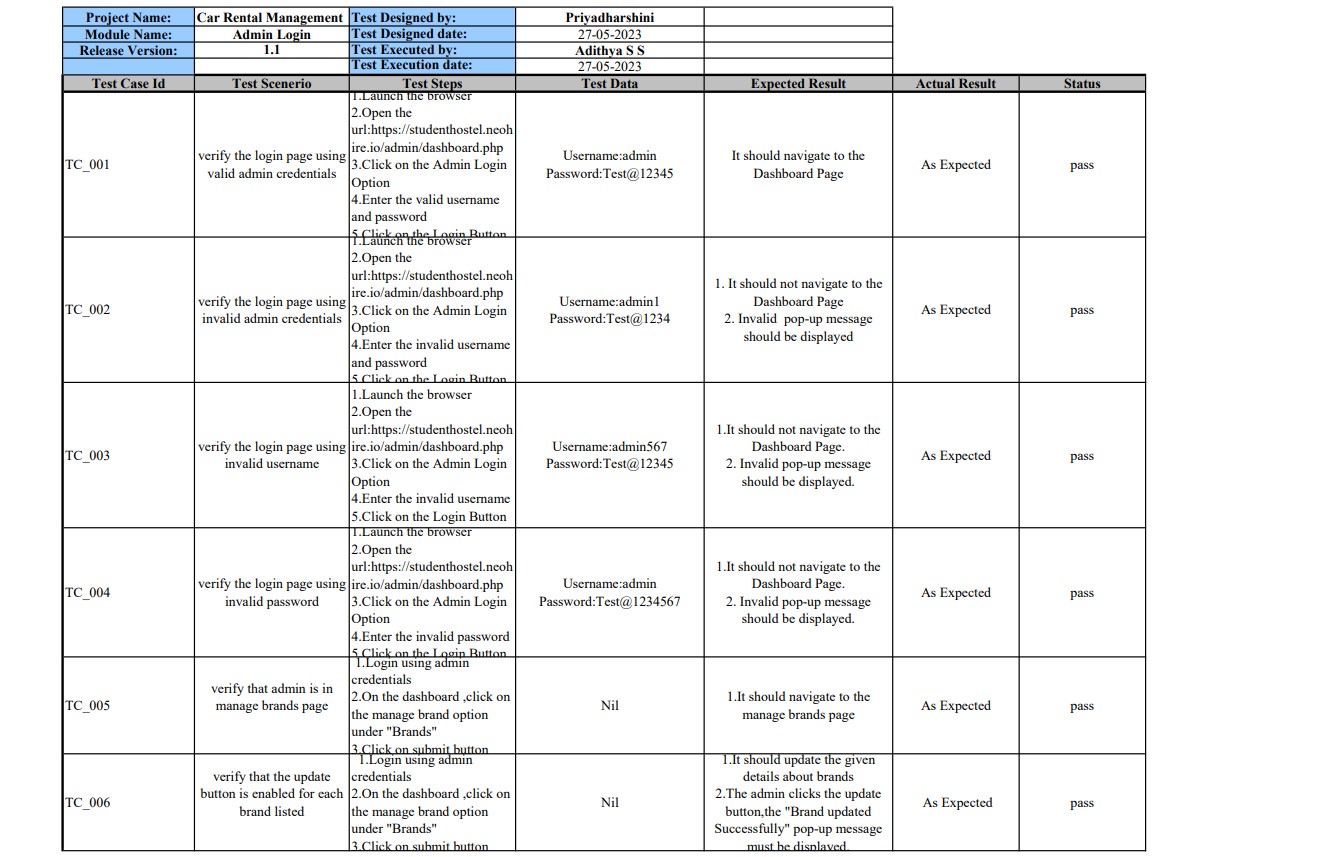 Project Name: Car Rental Management Test Designed by: Priyadharshini
Module Name: Admin Login Test Designed date: 27-05-2023
Release Version: 1.1 Test Executed by: Adithya S S
Test Execution date: 27-05-2023
Test Case Id Test Scenerio Test Steps Test Data Expected Result Actual Result Status
TC_001
verify the login page using
valid admin credentials
1.Launch the browser
2.Open the
url:https://studenthostel.neoh
ire.io/admin/dashboard.php
3.Click on the Admin Login
Option
4.Enter the valid username
and password
5.Click on the Login Button
Username:admin
Password:Test@12345
It should navigate to the
Dashboard Page
As Expected
pass
TC_002
verify the login page using
invalid admin credentials
1.Launch the browser
2.Open the
url:https://studenthostel.neoh
ire.io/admin/dashboard.php
3.Click on the Admin Login
Option
4.Enter the invalid username
and password
5.Click on the Login Button
Username:admin1
Password:Test@1234
1. It should not navigate to the
Dashboard Page
2. Invalid pop-up message
should be displayed
As Expected
pass
TC_003
verify the login page using
invalid username
1.Launch the browser
2.Open the
url:https://studenthostel.neoh
ire.io/admin/dashboard.php
3.Click on the Admin Login
Option
4.Enter the invalid username
5.Click on the Login Button
Username:admin567
Password:Test@12345
1.It should not navigate to the
Dashboard Page.
2. Invalid pop-up message
should be displayed.
As Expected
pass
TC_004
verify the login page using
invalid password
1.Launch the browser
2.Open the
url:https://studenthostel.neoh
ire.io/admin/dashboard.php
3.Click on the Admin Login
Option
4.Enter the invalid password
5.Click on the Login Button
Username:admin
Password:Test@1234567
1.It should not navigate to the
Dashboard Page.
2. Invalid pop-up message
should be displayed.
As Expected
pass
TC_005
verify that admin is in
manage brands page
1.Login using admin
credentials
2.On the dashboard ,click on
the manage brand option
under "Brands"
3.Click on submit button
Nil
1.It should navigate to the
manage brands page
As Expected
pass
TC_006
verify that the update
button is enabled for each
brand listed
1.Login using admin
credentials
2.On the dashboard ,click on
the manage brand option
under "Brands"
3.Click on submit button
Nil
1.It should update the given
details about brands
2.The admin clicks the update
button,the "Brand updated
Successfully" pop-up message
must be displayed.
As Expected
pass